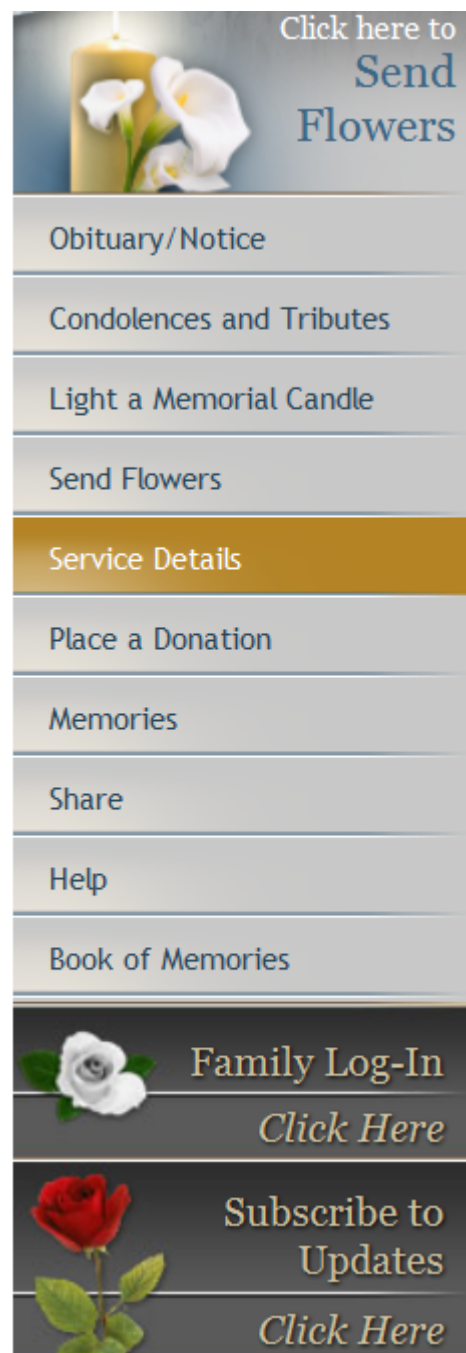 Click here to
Send
Flowers
Obituary/Notice
Condolences and Tributes
Light a Memorial Candle
Send Flowers
Service Details
Place a Donation
Memories
Share
Help
Book of Memories
Family Log-In
Click Here
Subscribe to
Updates
Click Here